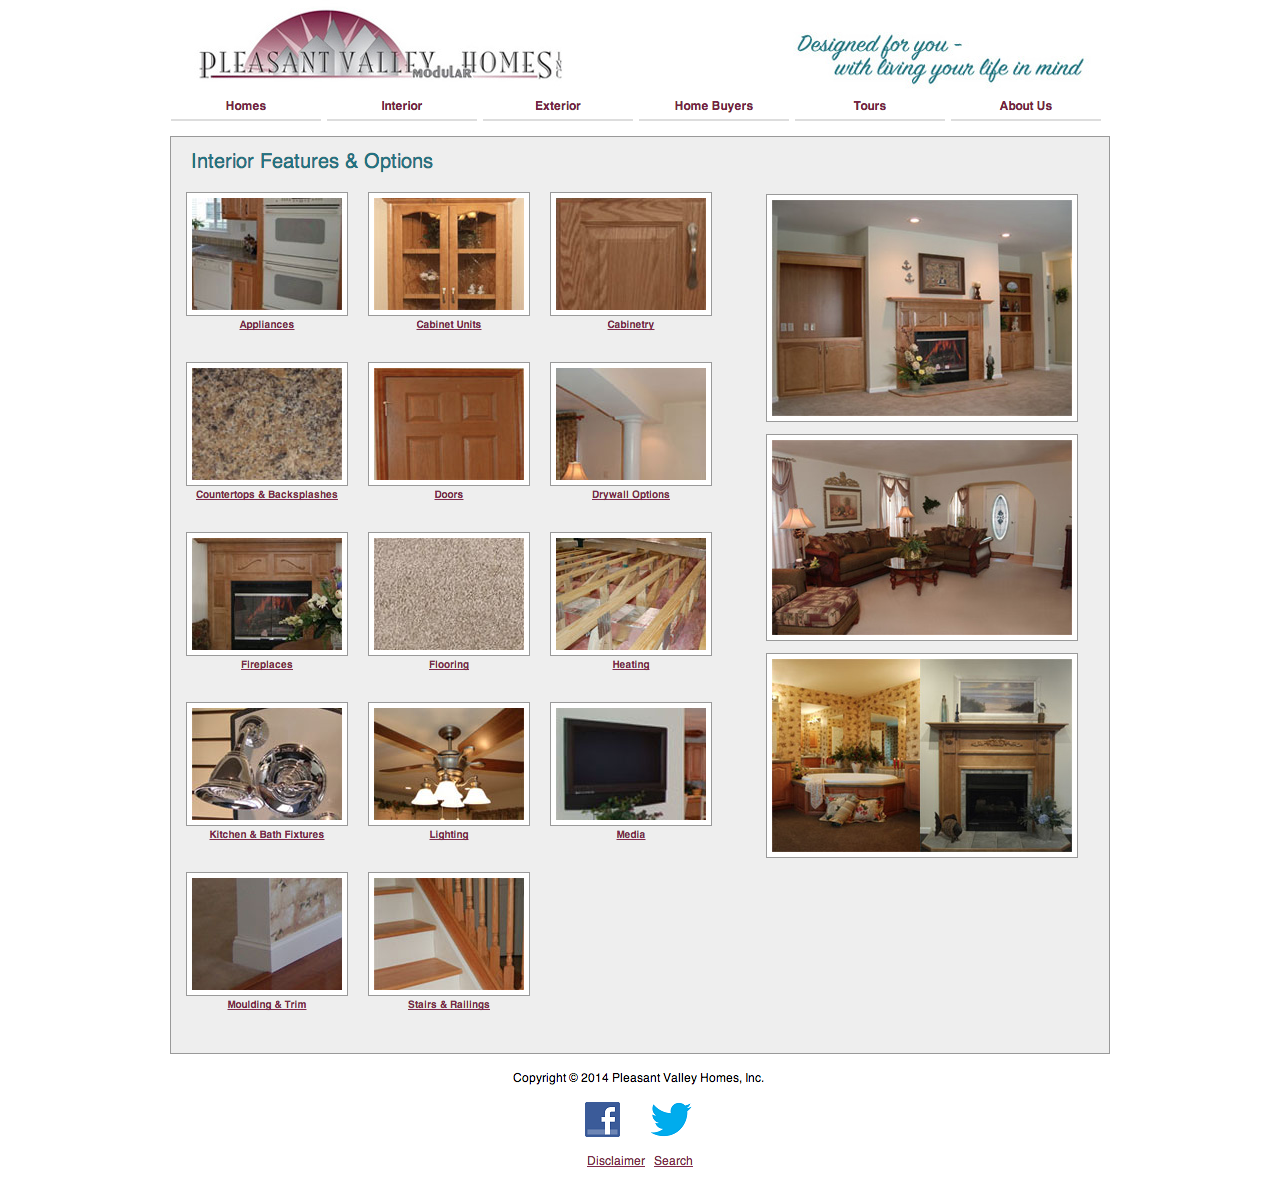 PLEASANT VALLEY MODULAR HOMES INC
Designed for you -
with living your life in mind
Homes Interior Exterior Home Buyers Tours About Us
Interior Features & Options
Appliances Cabinet Units Cabinetry
Countertops & Backsplashes Doors Drywall Options
Fireplaces Flooring Heating
Kitchen & Bath Fixtures Lighting Media
Moulding & Trim Stairs & Railings
Copyright © 2014 Pleasant Valley Homes, Inc.
Disclaimer Search